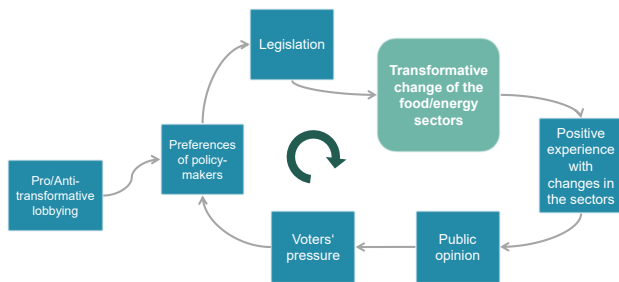 Legislation
Transformative
change of the
food/energy
sectors
Positive
experience
with
changes in
the sectors
Public
opinion
Voters‘
pressure
Preferences
of policy-
makers
Pro/Anti-
transformative
lobbying